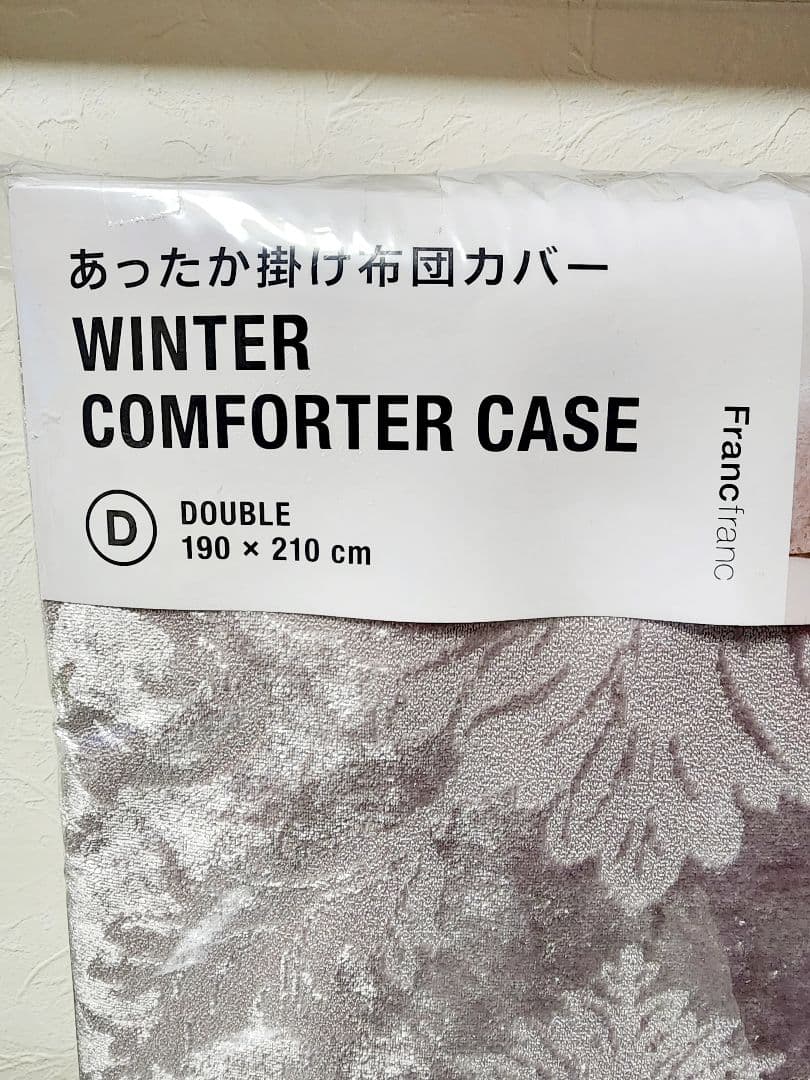 あったか掛け布団カバー
WINTER
COMFORTER CASE
D
DOUBLE
190 × 210 cm
Francfranc